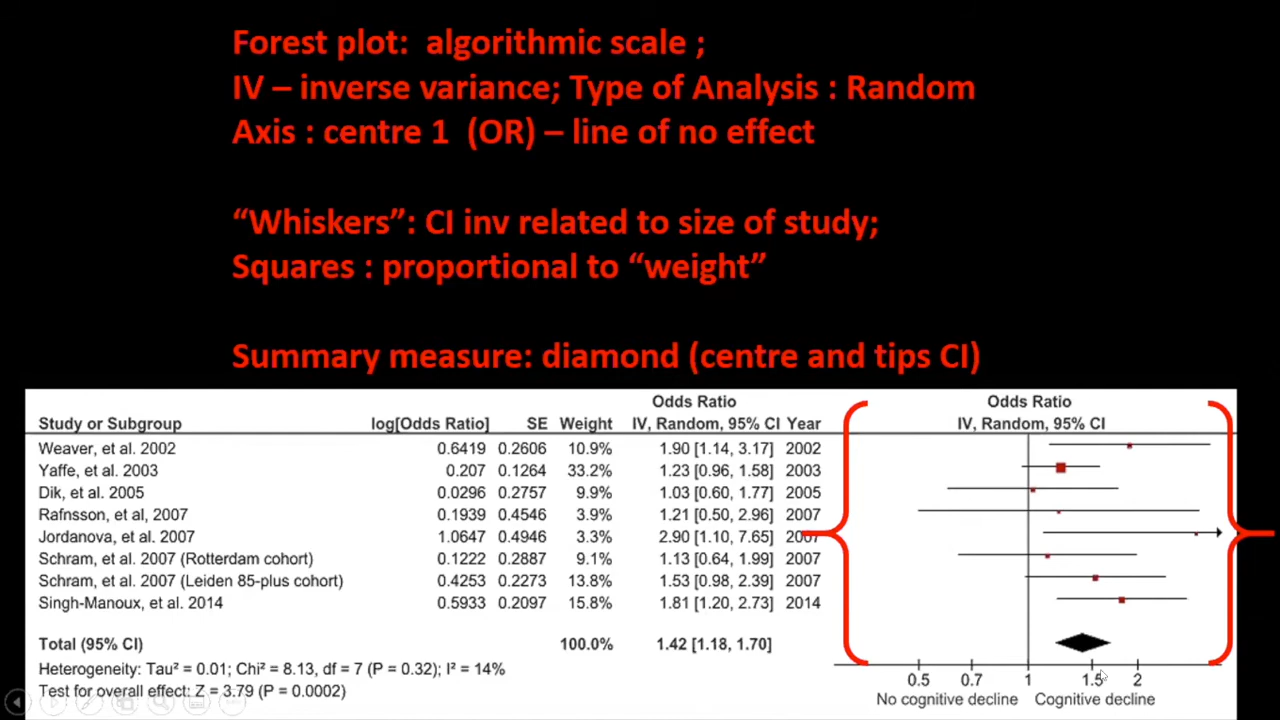 Forest plot: algorithmic scale ;
IV – inverse variance; Type of Analysis : Random
Axis : centre 1 (OR) – line of no effect
“Whiskers”: CI inv related to size of study;
Squares : proportional to “weight”
Summary measure: diamond (centre and tips CI)
Odds Ratio Odds Ratio
Study or Subgroup log[Odds Ratio] SE Weight IV, Random, 95% CI Year IV, Random, 95% CI
Weaver, et al. 2002 0.6419 0.2606 10.9% 1.90 [1.14, 3.17] 2002
Yaffe, et al. 2003 0.207 0.1264 33.2% 1.23 [0.96, 1.58] 2003
Dik, et al. 2005 0.0296 0.2757 9.9% 1.03 [0.60, 1.77] 2005
Rafnsson, et al, 2007 0.1939 0.4546 3.9% 1.21 [0.50, 2.96] 2007
Jordanova, et al. 2007 1.0647 0.4946 3.3% 2.90 [1.10, 7.65] 2007
Schram, et al. 2007 (Rotterdam cohort) 0.1222 0.2887 9.1% 1.13 [0.64, 1.99] 2007
Schram, et al. 2007 (Leiden 85-plus cohort) 0.4253 0.2273 13.8% 1.53 [0.98, 2.39] 2007
Singh-Manoux, et al. 2014 0.5933 0.2097 15.8% 1.81 [1.20, 2.73] 2014
Total (95% CI) 100.0% 1.42 [1.18, 1.70]
Heterogeneity: Tau² = 0.01; Chi² = 8.13, df = 7 (P = 0.32); I² = 14%
Test for overall effect: Z = 3.79 (P = 0.0002)
0.5 0.7 1 1.5 2
No cognitive decline Cognitive decline